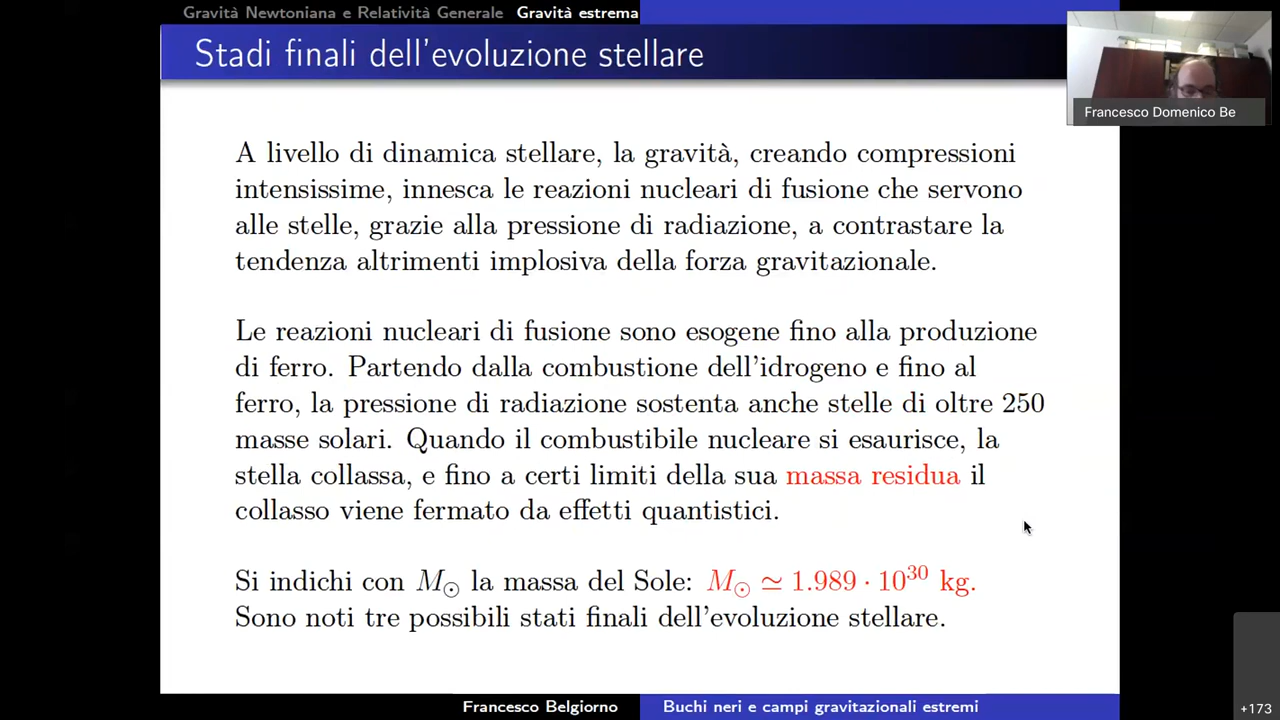 Gravità Newtoniana e Relatività Generale Gravità estrema
Stadi finali dell'evoluzione stellare
Francesco Domenico Be
A livello di dinamica stellare, la gravità, creando compressioni
intensissime, innesca le reazioni nucleari di fusione che servono
alle stelle, grazie alla pressione di radiazione, a contrastare la
tendenza altrimenti implosiva della forza gravitazionale.
Le reazioni nucleari di fusione sono esogene fino alla produzione
di ferro. Partendo dalla combustione dell'idrogeno e fino al
ferro, la pressione di radiazione sostenta anche stelle di oltre 250
masse solari. Quando il combustibile nucleare si esaurisce, la
stella collassa, e fino a certi limiti della sua massa residua il
collasso viene fermato da effetti quantistici.
Si indichi con M⊙ la massa del Sole: M⊙ ≃ 1.989 · 10³⁰ kg.
Sono noti tre possibili stati finali dell'evoluzione stellare.
Francesco Belgiorno Buchi neri e campi gravitazionali estremi
+173